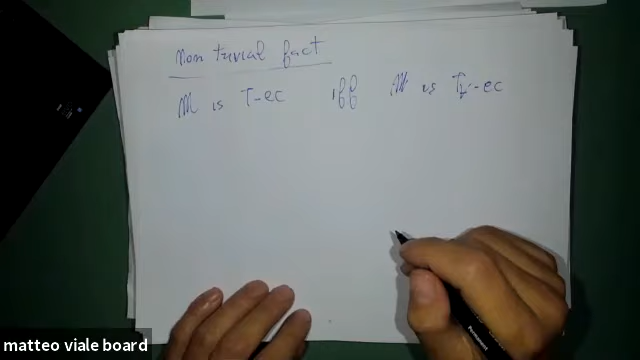 non trivial fact
M is T-ec iff M is T∀-ec
matteo viale board